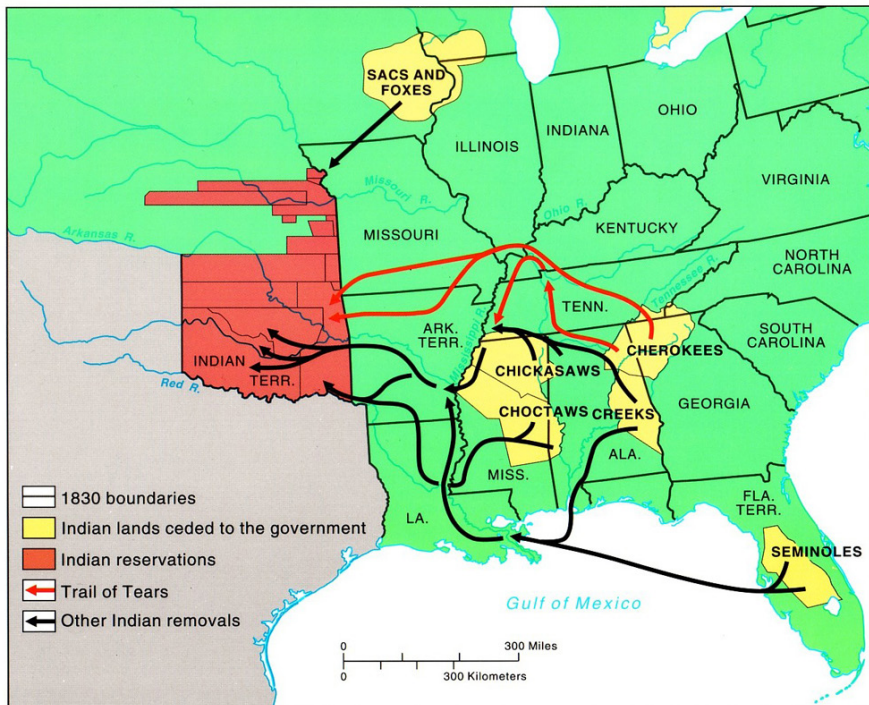 SACS AND
FOXES
ILLINOIS
INDIANA
OHIO
VIRGINIA
Missouri R.
Ohio R.
KENTUCKY
Arkansas R.
MISSOURI
Tennessee R.
NORTH
CAROLINA
TENN.
ARK.
TERR.
Mississippi R.
SOUTH
CAROLINA
CHEROKEES
INDIAN
TERR.
CHICKASAWS
Red R.
CHOCTAWS
CREEKS
GEORGIA
MISS.
ALA.
LA.
FLA.
TERR.
SEMINOLES
Gulf of Mexico
1830 boundaries
Indian lands ceded to the government
Indian reservations
Trail of Tears
Other Indian removals
0 300 Miles
0 300 Kilometers